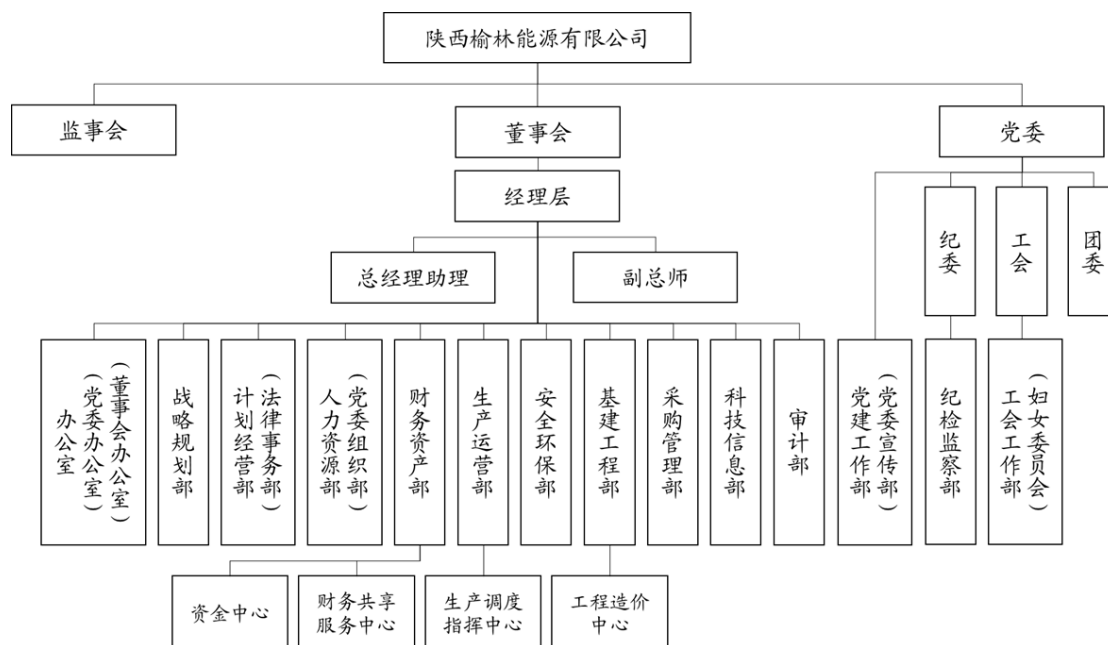 陕西榆林能源有限公司
监事会
董事会
党委
经理层
纪委
工会
团委
总经理助理
副总师
办公室
(党委办公室)
(董事会办公室)
战略规划部
计划经营部
(法律事务部)
人力资源部
(党委组织部)
财务资产部
生产运营部
安全环保部
基建工程部
采购管理部
科技信息部
审计部
党建工作部
(党委宣传部)
纪检监察部
工会工作部
(妇女委员会)
资金中心
财务共享
服务中心
生产调度
指挥中心
工程造价
中心